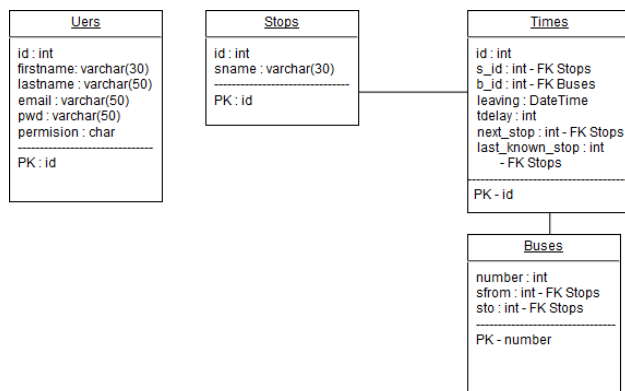 Uers
id : int
firstname: varchar(30)
lastname : varchar(50)
email : varchar(50)
pwd : varchar(50)
permision : char
--------------------------------
PK : id
Stops
id : int
sname : varchar(30)
--------------------------------
PK : id
Times
id : int
s_id : int - FK Stops
b_id : int - FK Buses
leaving : DateTime
tdelay : int
next_stop : int - FK Stops
last_known_stop : int
- FK Stops
--------------------------------
PK - id
Buses
number : int
sfrom : int - FK Stops
sto : int - FK Stops
--------------------------------
PK - number